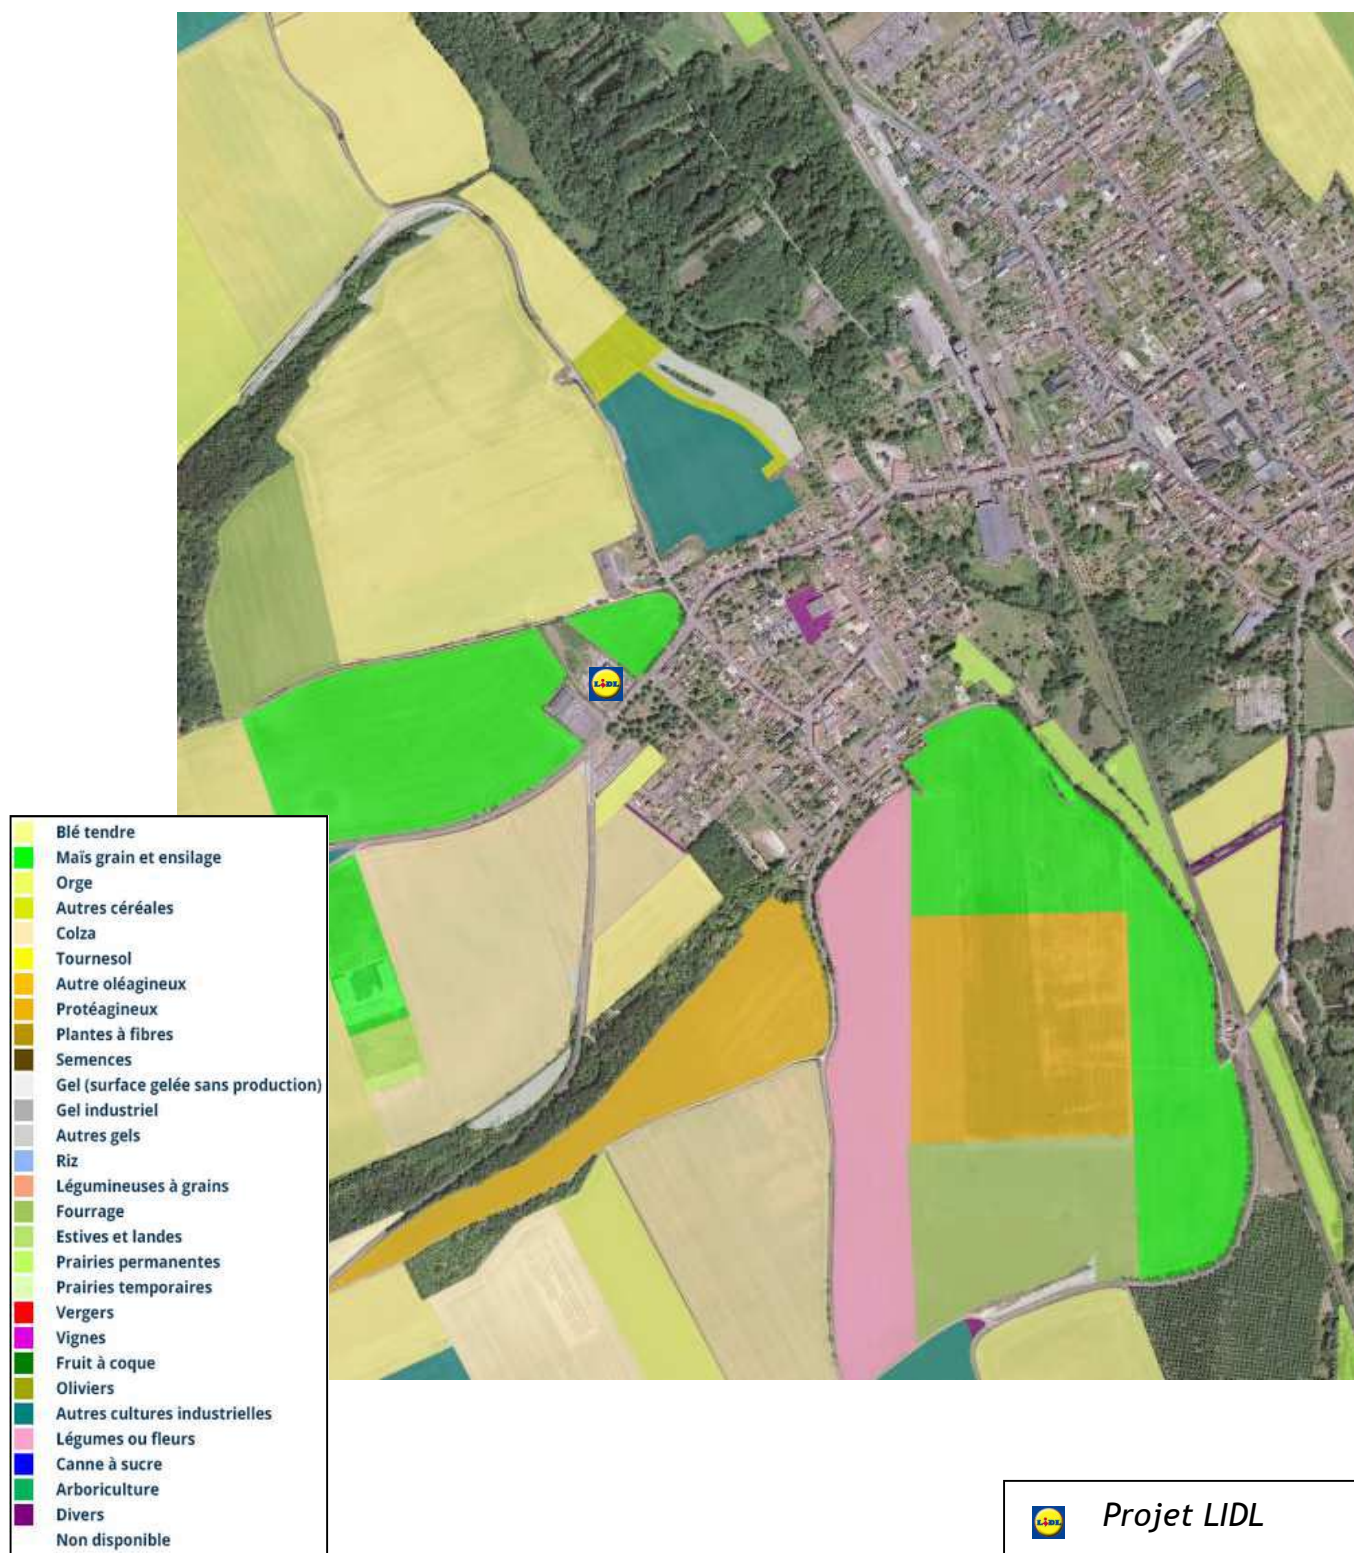 LIDL
Blé tendre
Maïs grain et ensilage
Orge
Autres céréales
Colza
Tournesol
Autre oléagineux
Protéagineux
Plantes à fibres
Semences
Gel (surface gelée sans production)
Gel industriel
Autres gels
Riz
Légumineuses à grains
Fourrage
Estives et landes
Prairies permanentes
Prairies temporaires
Vergers
Vignes
Fruit à coque
Oliviers
Autres cultures industrielles
Légumes ou fleurs
Canne à sucre
Arboriculture
Divers
Non disponible
LIDL Projet LIDL